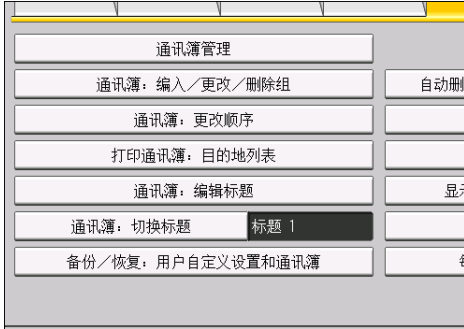 通讯簿管理
通讯簿：编入／更改／删除组
自动删
通讯簿：更改顺序
打印通讯簿：目的地列表
通讯簿：编辑标题
通讯簿：切换标题 标题 1
备份／恢复：用户自定义设置和通讯簿